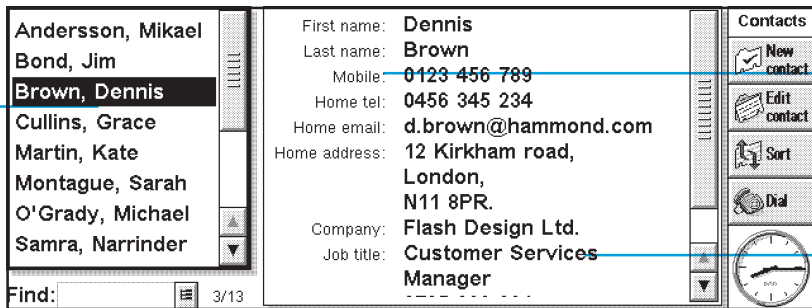 Andersson, Mikael
Bond, Jim
Brown, Dennis
Cullins, Grace
Martin, Kate
Montague, Sarah
O'Grady, Michael
Samra, Narrinder
Find:
3/13
First name: Dennis
Last name: Brown
Mobile: 0123 456 789
Home tel: 0456 345 234
Home email: d.brown@hammond.com
Home address: 12 Kirkham road,
London,
N11 8PR.
Company: Flash Design Ltd.
Job title: Customer Services
Manager
Contacts
New
contact
Edit
contact
Sort
Dial